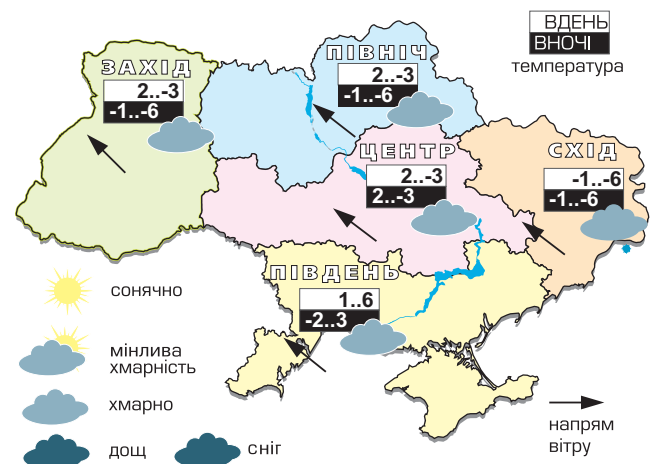 ВДЕНЬ
ВНОЧІ
температура
ПІВНІЧ
2..-3
-1..-6
ЗАХІД
2..-3
-1..-6
ЦЕНТР
2..-3
2..-3
СХІД
-1..-6
-1..-6
ПІВДЕНЬ
1..6
-2..3
сонячно
мінлива
хмарність
хмарно
дощ
сніг
напрям
вітру